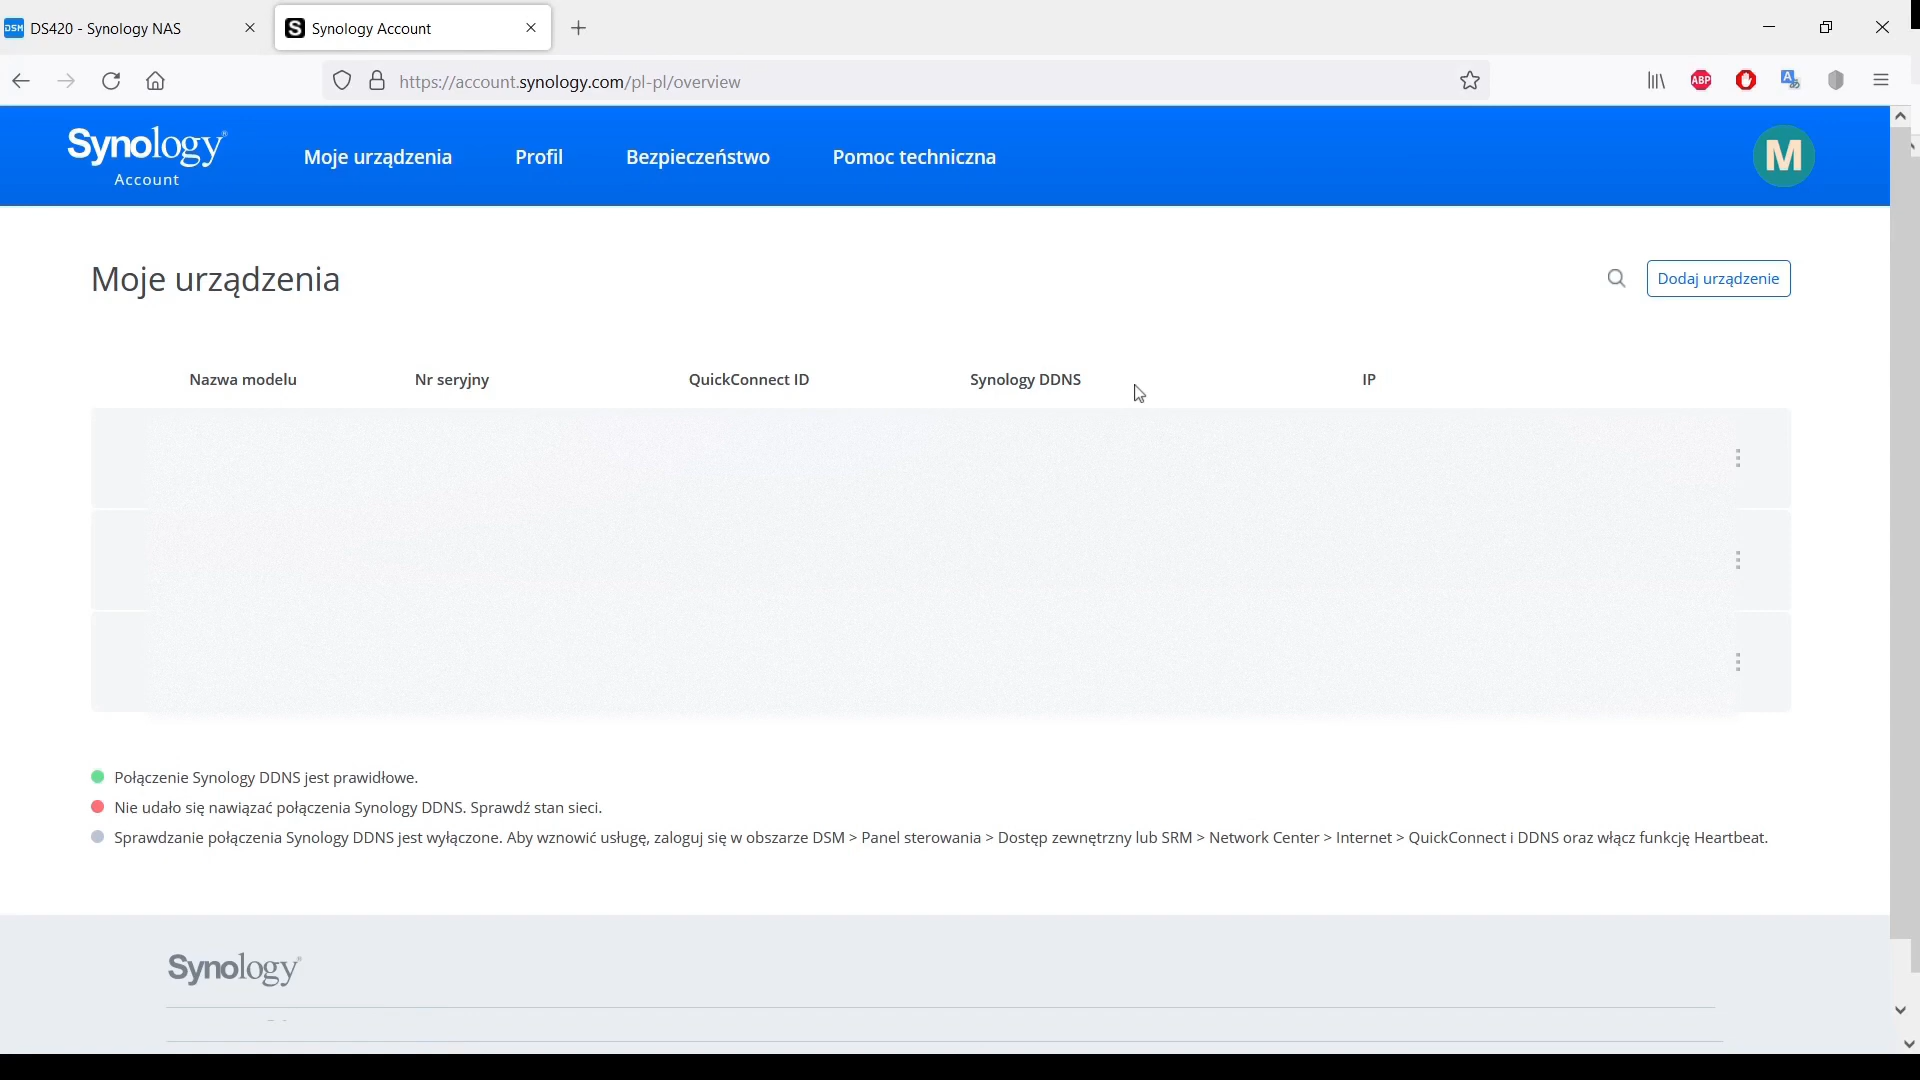 DSM DS420 - Synology NAS
S Synology Account
https://account.synology.com/pl-pl/overview
ABP
Synology
Account
Moje urządzenia Profil Bezpieczeństwo Pomoc techniczna
M
Moje urządzenia
Dodaj urządzenie
Nazwa modelu Nr seryjny QuickConnect ID Synology DDNS IP
Połączenie Synology DDNS jest prawidłowe.
Nie udało się nawiązać połączenia Synology DDNS. Sprawdź stan sieci.
Sprawdzanie połączenia Synology DDNS jest wyłączone. Aby wznowić usługę, zaloguj się w obszarze DSM > Panel sterowania > Dostęp zewnętrzny lub SRM > Network Center > Internet > QuickConnect i DDNS oraz włącz funkcję Heartbeat.
Synology